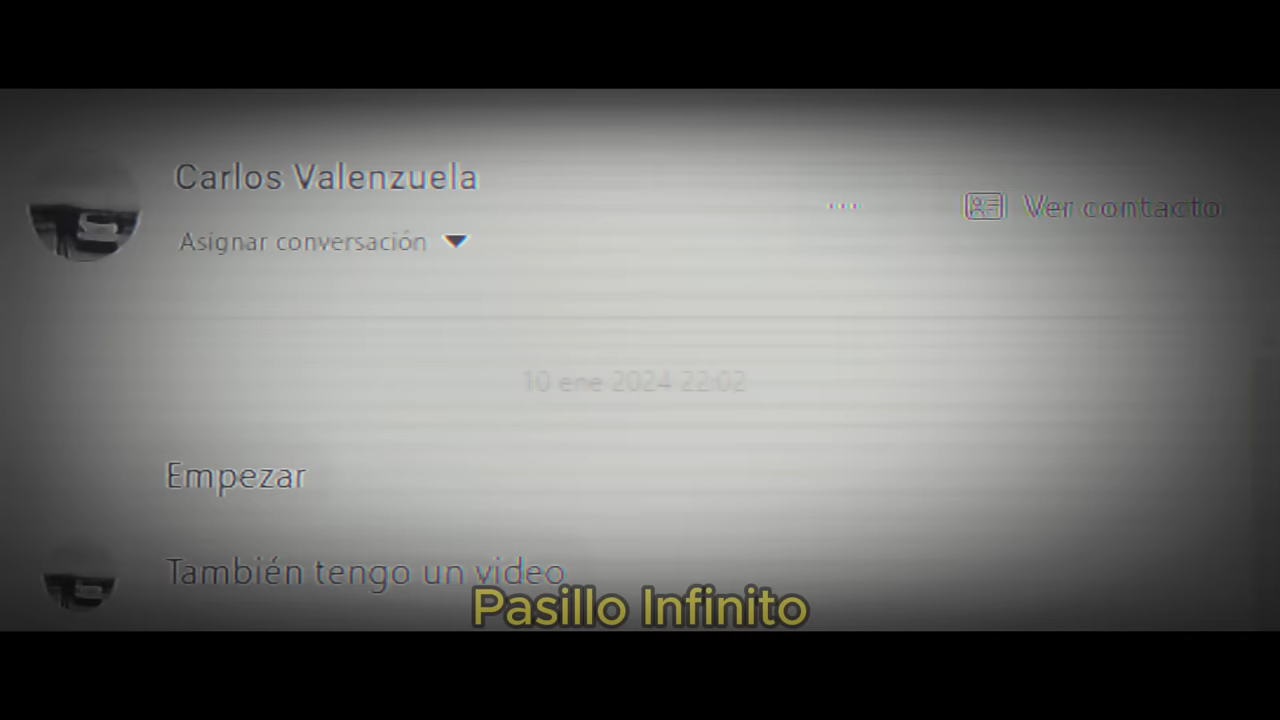 Carlos Valenzuela
Asignar conversación
Ver contacto
10 ene 2024 22:02
Empezar
También tengo un video
Pasillo Infinito